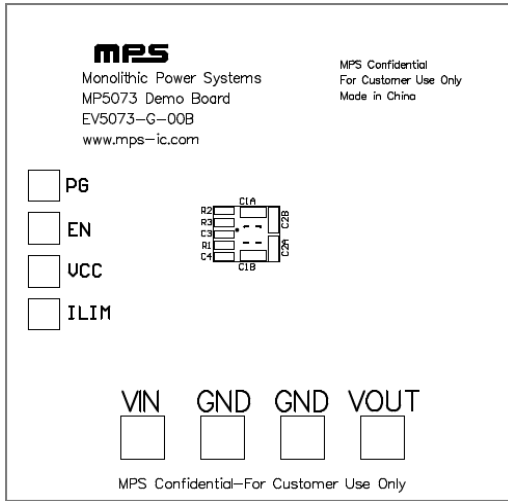 MPS
Monolithic Power Systems
MP5073 Demo Board
EV5073-G-00B
www.mps-ic.com
MPS Confidential
For Customer Use Only
Made in China
PG
EN
VCC
ILIM
C1A
R2
R3
C3
R1
C4
C2B
C2A
C1B
VIN GND GND VOUT
MPS Confidential-For Customer Use Only